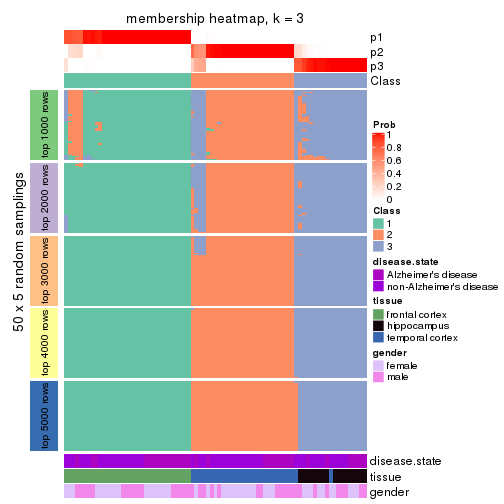 membership heatmap, k = 3
p1
p2
p3
Class
50 x 5 random samplings
top 1000 rows
top 2000 rows
top 3000 rows
top 4000 rows
top 5000 rows
disease.state
tissue
gender
Prob
1
0.8
0.6
0.4
0.2
0
Class
1
2
3
disease.state
Alzheimer's disease
non-Alzheimer's disease
tissue
frontal cortex
hippocampus
temporal cortex
gender
female
male